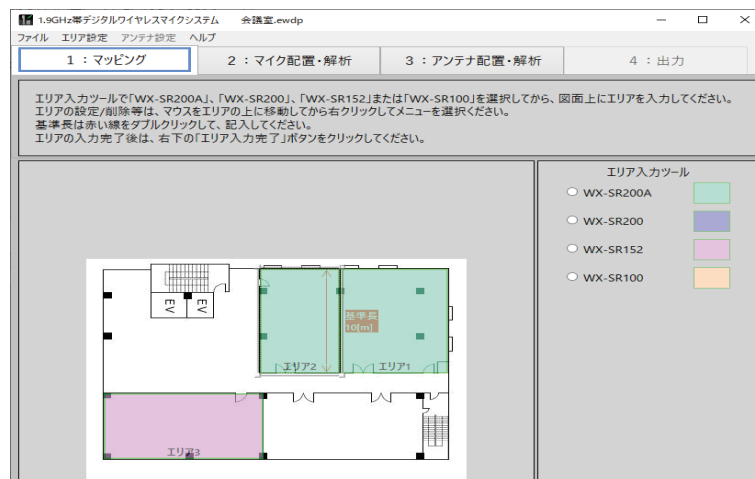 1.9GHz帯デジタルワイヤレスマイクシステム 会議室.ewdp
ファイル エリア設定 アンテナ設定 ヘルプ
1：マッピング 2：マイク配置・解析 3：アンテナ配置・解析 4：出力
エリア入力ツールで「WX-SR200A」、「WX-SR200」、「WX-SR152」または「WX-SR100」を選択してから、図面上にエリアを入力してください。
エリアの設定/削除等は、マウスをエリアの上に移動してから右クリックしてメニューを選択ください。
基準長は赤い線をダブルクリックして、記入してください。
エリアの入力完了後は、右下の「エリア入力完了」ボタンをクリックしてください。
エリア入力ツール
WX-SR200A
WX-SR200
WX-SR152
WX-SR100
EV EV
基準長
10[m]
エリア2 エリア1
エリア3